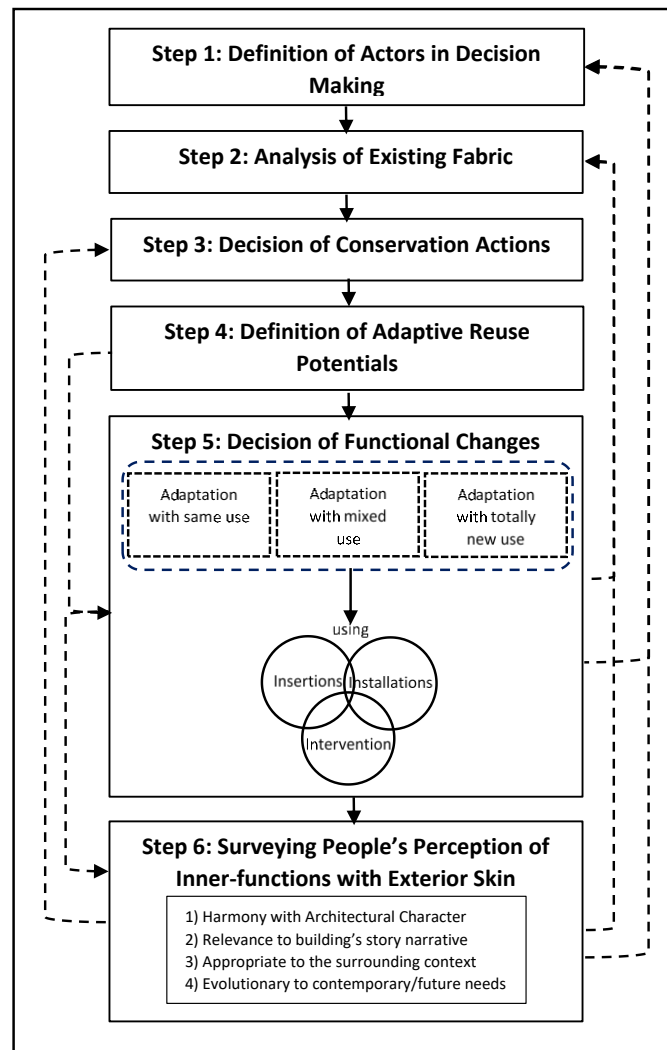 Step 1: Definition of Actors in Decision
Making
Step 2: Analysis of Existing Fabric
Step 3: Decision of Conservation Actions
Step 4: Definition of Adaptive Reuse
Potentials
Step 5: Decision of Functional Changes
Adaptation
with same use
Adaptation
with mixed
use
Adaptation
with totally
new use
using
Insertions
Installations
Intervention
Step 6: Surveying People’s Perception of
Inner-functions with Exterior Skin
1) Harmony with Architectural Character
2) Relevance to building’s story narrative
3) Appropriate to the surrounding context
4) Evolutionary to contemporary/future needs